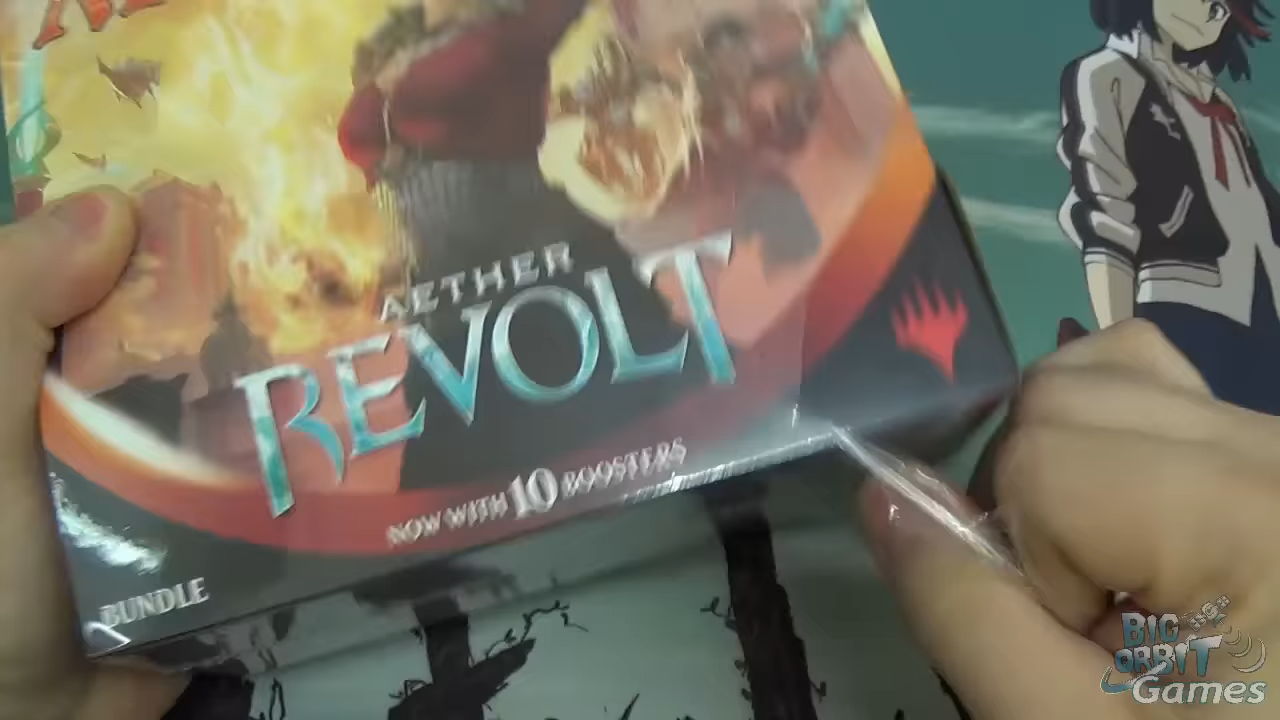 AETHER
REVOLT
NOW WITH 10 BOOSTERS
BUNDLE
BIG
ORBIT
Games